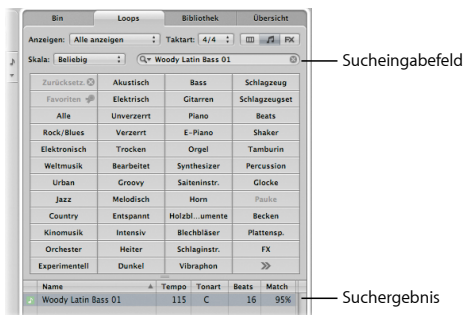 Bin Loops Bibliothek Übersicht
Anzeigen: Alle anzeigen Taktart: 4/4 FX
Skala: Beliebig Woody Latin Bass 01
Sucheingabefeld
Zurücksetz. Akustisch Bass Schlagzeug
Favoriten Elektrisch Gitarren Schlagzeugset
Alle Unverzerrt Piano Beats
Rock/Blues Verzerrt E-Piano Shaker
Elektronisch Trocken Orgel Tamburin
Weltmusik Bearbeitet Synthesizer Percussion
Urban Groovy Saiteninstr. Glocke
Jazz Melodisch Horn Pauke
Country Entspannt Holzbl...umente Becken
Kinomusik Intensiv Blechbläser Plattensp.
Orchester Heiter Schlaginstr. FX
Experimentell Dunkel Vibraphon
Name Tempo Tonart Beats Match
Woody Latin Bass 01 115 C 16 95%
Suchergebnis